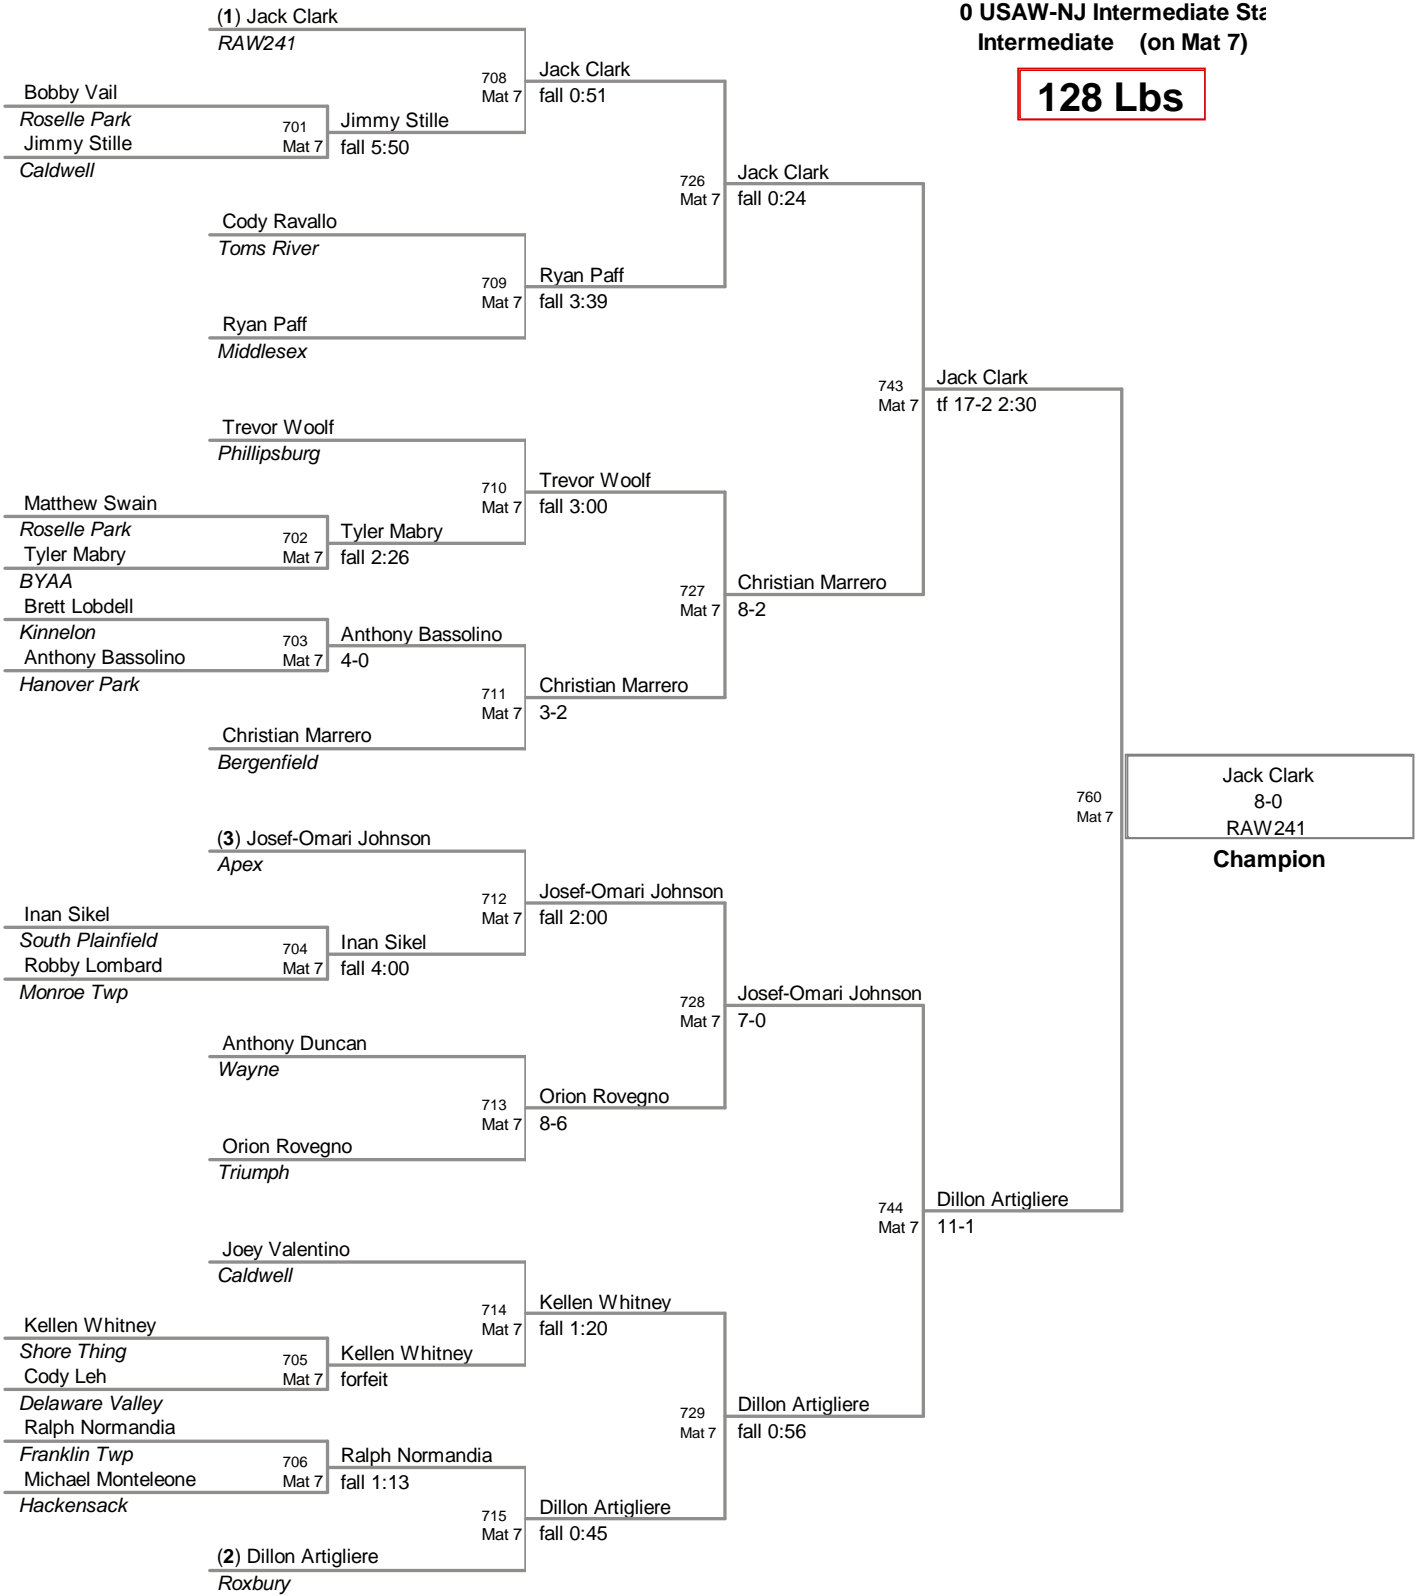 (1) Jack Clark
RAW241
0 USAW-NJ Intermediate
Intermediate (on Mat 7)
128 Lbs
708
Mat 7
Jack Clark
fall 0:51
Bobby Vail
Roselle Park
701
Mat 7
Jimmy Stille
fall 5:50
Jimmy Stille
Caldwell
726
Mat 7
Jack Clark
fall 0:24
Cody Ravallo
Toms River
709
Mat 7
Ryan Paff
fall 3:39
Ryan Paff
Middlesex
743
Mat 7
Jack Clark
tf 17-2 2:30
Trevor Woolf
Phillipsburg
710
Mat 7
Trevor Woolf
fall 3:00
Matthew Swain
Roselle Park
702
Mat 7
Tyler Mabry
fall 2:26
Tyler Mabry
BYAA
727
Mat 7
Christian Marrero
8-2
Brett Lobdell
Kinnelon
703
Mat 7
Anthony Bassolino
4-0
Anthony Bassolino
Hanover Park
711
Mat 7
Christian Marrero
3-2
Christian Marrero
Bergenfield
760
Mat 7
Jack Clark
8-0
RAW241
Champion
(3) Josef-Omari Johnson
Apex
712
Mat 7
Josef-Omari Johnson
fall 2:00
Inan Sikel
South Plainfield
704
Mat 7
Inan Sikel
fall 4:00
Robby Lombard
Monroe Twp
728
Mat 7
Josef-Omari Johnson
7-0
Anthony Duncan
Wayne
713
Mat 7
Orion Rovegno
8-6
Orion Rovegno
Triumph
744
Mat 7
Dillon Artigliere
11-1
Joey Valentino
Caldwell
714
Mat 7
Kellen Whitney
fall 1:20
Kellen Whitney
Shore Thing
705
Mat 7
Kellen Whitney
forfeit
Cody Leh
Delaware Valley
729
Mat 7
Dillon Artigliere
fall 0:56
Ralph Normandia
Franklin Twp
706
Mat 7
Ralph Normandia
fall 1:13
Michael Monteleone
Hackensack
715
Mat 7
Dillon Artigliere
fall 0:45
(2) Dillon Artigliere
Roxbury